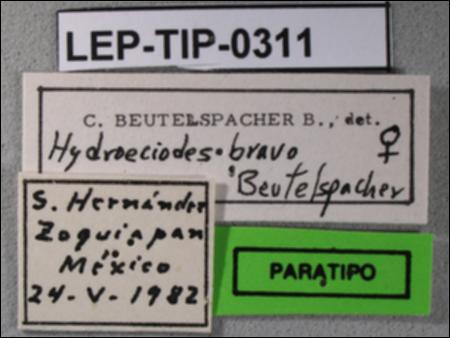 LEP-TIP-0311
C. BEUTELSPACHER B., det.
Hydroeciodes bravo ♀
Beutelspacher
S. Hernández
Zoquiapan
México
24-V-1982
PARATIPO